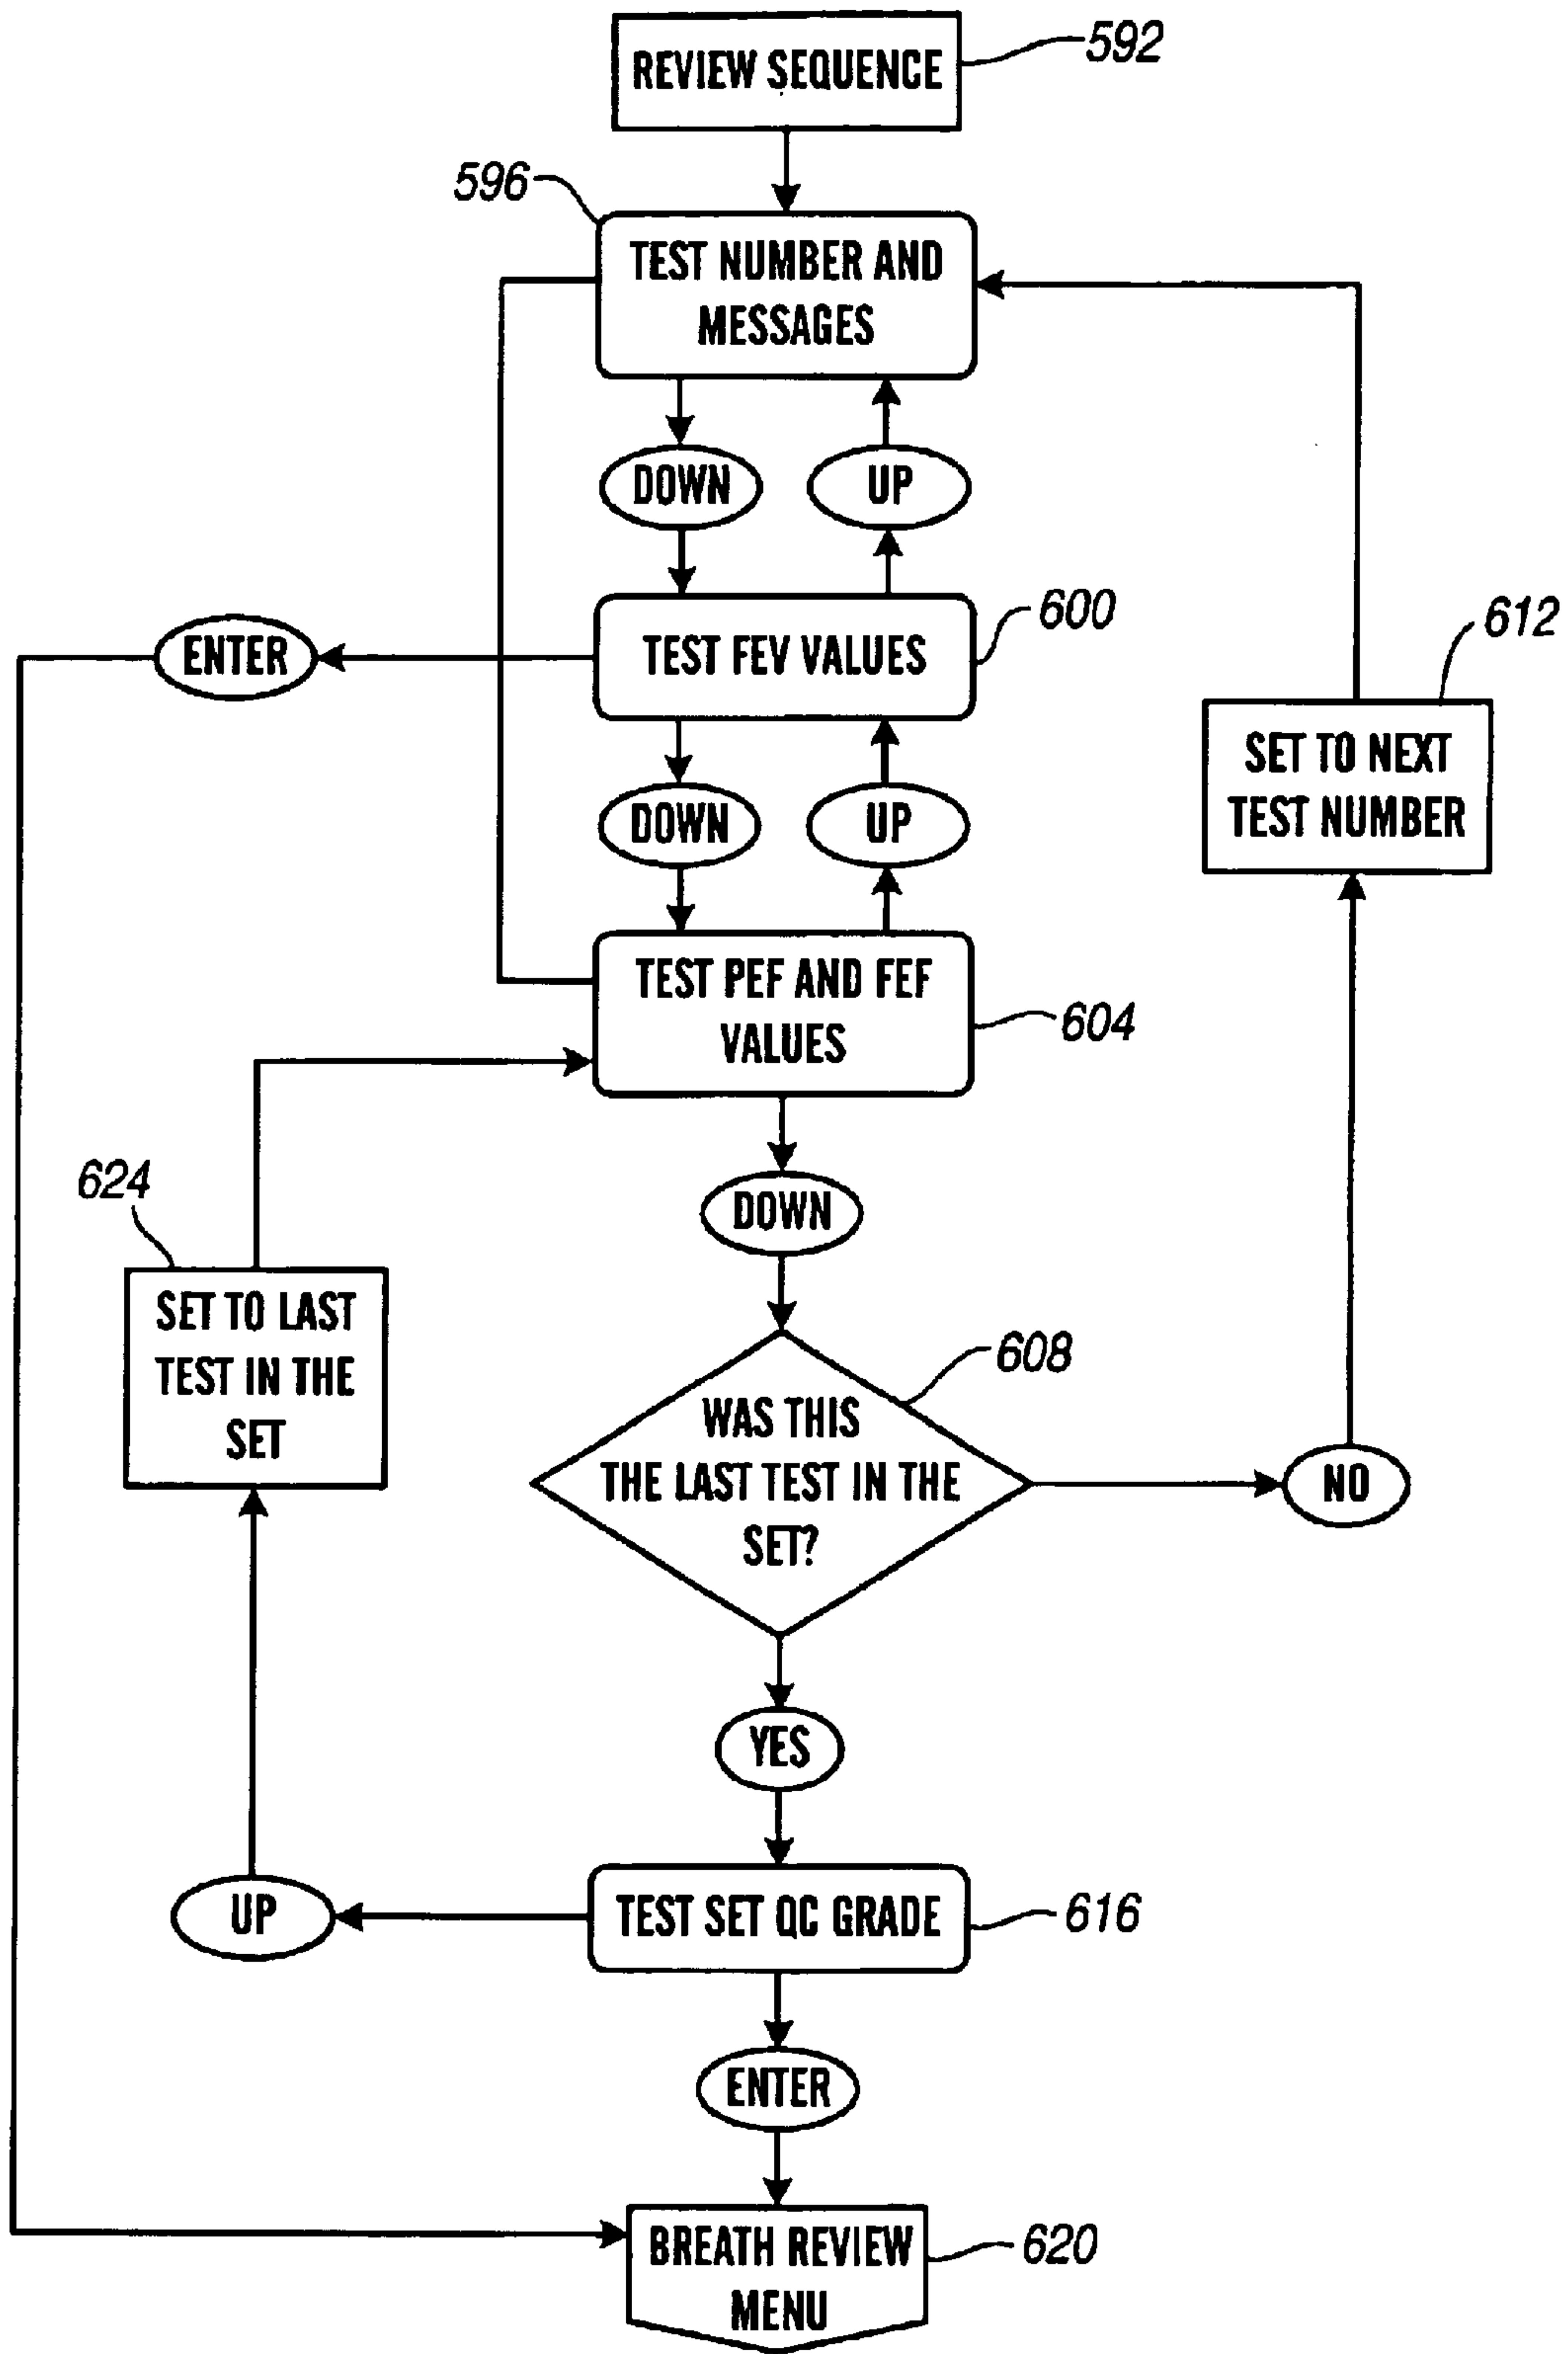 REVIEW SEQUENCE
592
596
TEST NUMBER AND
MESSAGES
DOWN
UP
ENTER
TEST FEV VALUES
600
612
SET TO NEXT
TEST NUMBER
DOWN
UP
TEST PEF AND FEF
VALUES
604
DOWN
624
SET TO LAST
TEST IN THE
SET
608
WAS THIS
THE LAST TEST IN THE
SET?
NO
YES
UP
TEST SET QC GRADE
616
ENTER
BREATH REVIEW
MENU
620